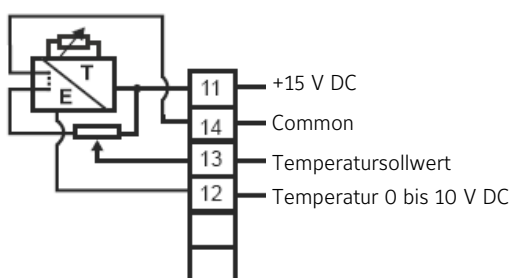 T
E
11 +15 V DC
14 Common
13 Temperatursollwert
12 Temperatur 0 bis 10 V DC